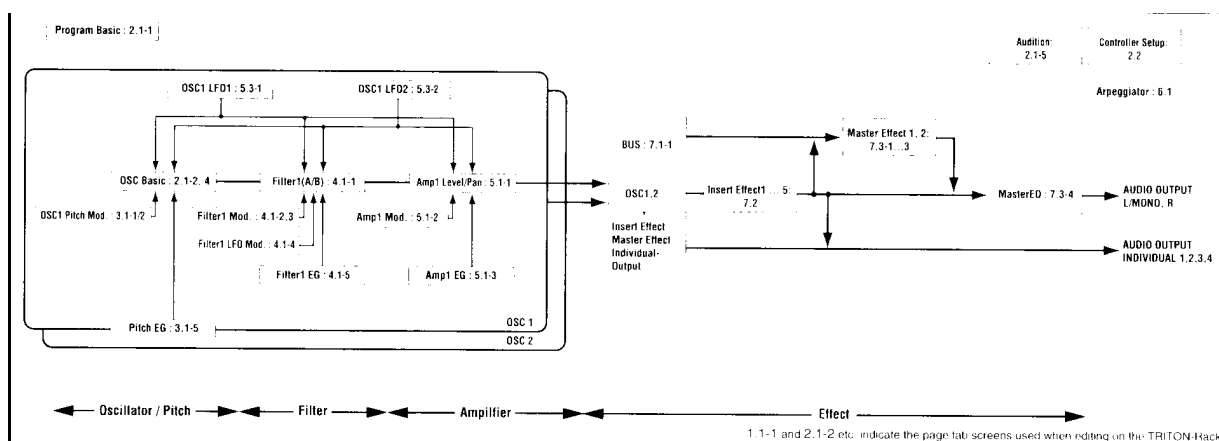 Program Basic : 2.1-1
Audition:
2.1-5
Controller Setup:
2.2
Arpeggiator : 6.1
OSC1 LFO1 : 5.3-1
OSC1 LFO2 : 5.3-2
BUS : 7.1-1
Master Effect 1, 2:
7.3-1...3
OSC Basic : 2.1-2, 4
Filter1(A/B) : 4.1-1
Amp1 Level/Pan : 5.1-1
OSC1,2
Insert Effect1 ... 5:
7.2
MasterEQ : 7.3-4
AUDIO OUTPUT
L/MONO, R
OSC1 Pitch Mod. : 3.1-1/2
Filter1 Mod. : 4.1-2,3
Amp1 Mod. : 5.1-2
Filter1 LFO Mod. : 4.1-4
Insert Effect
Master Effect
Individual-
Output
AUDIO OUTPUT
INDIVIDUAL 1,2,3,4
Filter1 EG : 4.1-5
Amp1 EG : 5.1-3
Pitch EG : 3.1-5
OSC 1
OSC 2
Oscillator / Pitch
Filter
Ampilfier
Effect
1.1-1 and 2.1-2 etc. indicate the page tab screens used when editing on the TRITON-Rack